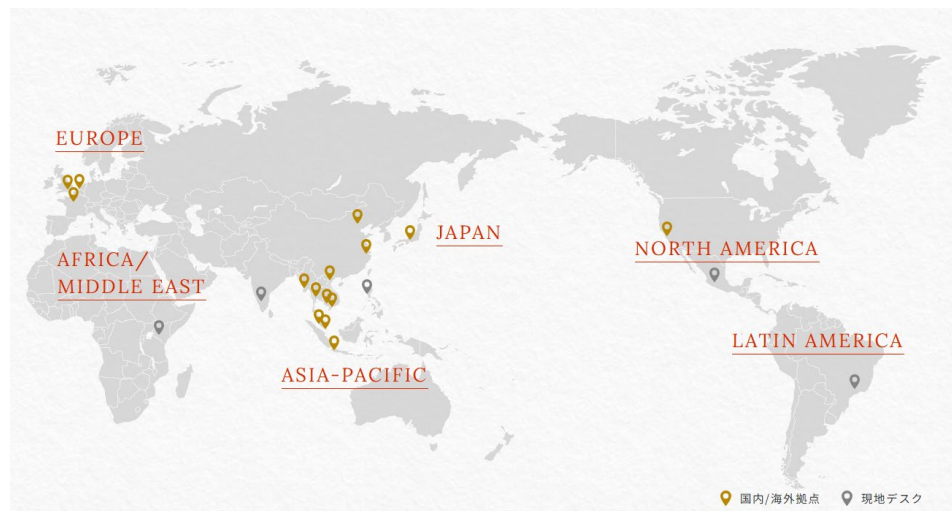 EUROPE
JAPAN
NORTH AMERICA
AFRICA/
MIDDLE EAST
LATIN AMERICA
ASIA-PACIFIC
国内/海外拠点
現地デスク